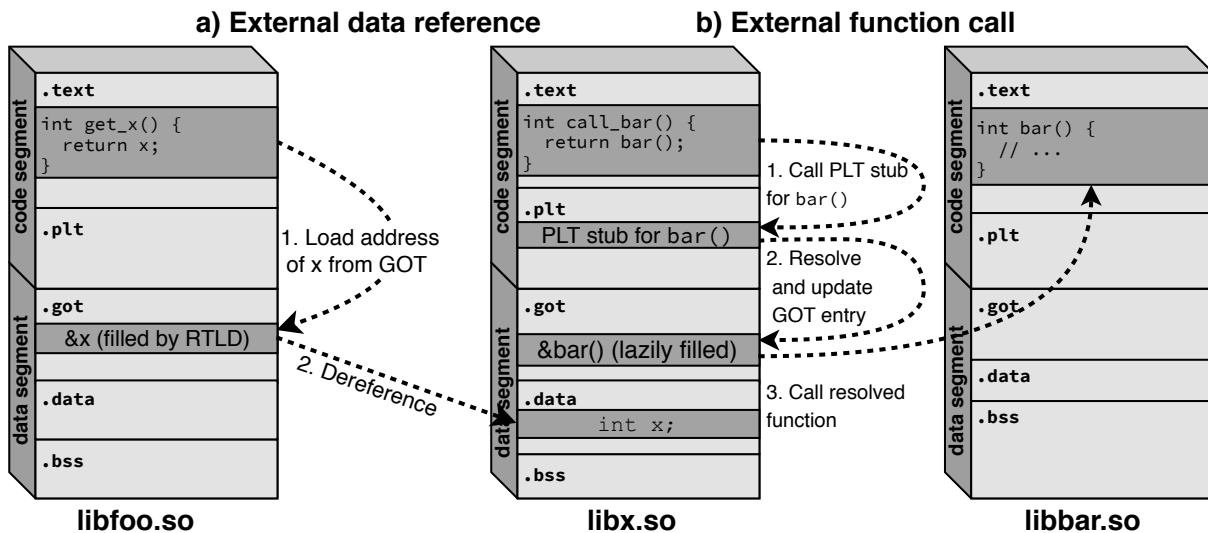 a) External data reference
b) External function call
code segment
data segment
.text
int get_x() {
return x;
}
.plt
.got
&x (filled by RTLD)
.data
.bss
libfoo.so
1. Load address
of x from GOT
2. Dereference
code segment
data segment
.text
int call_bar() {
return bar();
}
.plt
PLT stub for bar()
.got
&bar() (lazily filled)
.data
int x;
.bss
libx.so
1. Call PLT stub
for bar()
2. Resolve
and update
GOT entry
3. Call resolved
function
code segment
data segment
.text
int bar() {
// ...
}
.plt
.got
.data
.bss
libbar.so